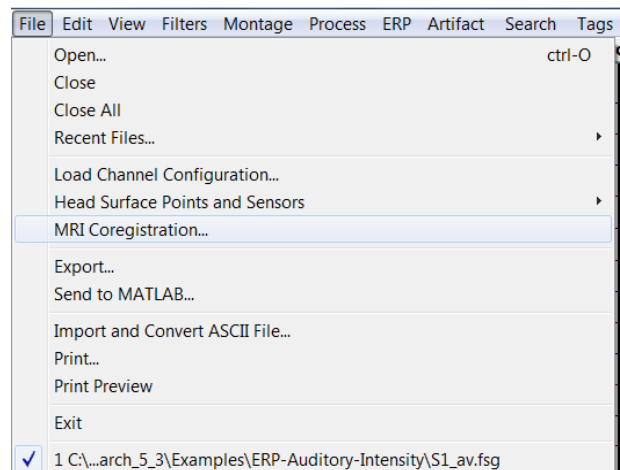 File Edit View Filters Montage Process ERP Artifact Search Tags
Open... ctrl-O
Close
Close All
Recent Files...
Load Channel Configuration...
Head Surface Points and Sensors
MRI Coregistration...
Export...
Send to MATLAB...
Import and Convert ASCII File...
Print...
Print Preview
Exit
1 C:\...arch_5_3\Examples\ERP-Auditory-Intensity\S1_av.fsg